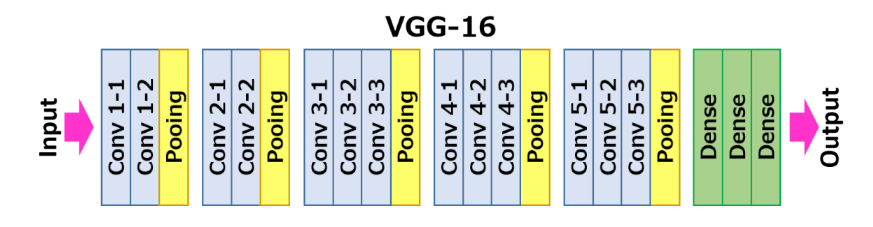 VGG-16
Input
Conv 1-1
Conv 1-2
Pooing
Conv 2-1
Conv 2-2
Pooing
Conv 3-1
Conv 3-2
Conv 3-3
Pooing
Conv 4-1
Conv 4-2
Conv 4-3
Pooing
Conv 5-1
Conv 5-2
Conv 5-3
Pooing
Dense
Dense
Dense
Output